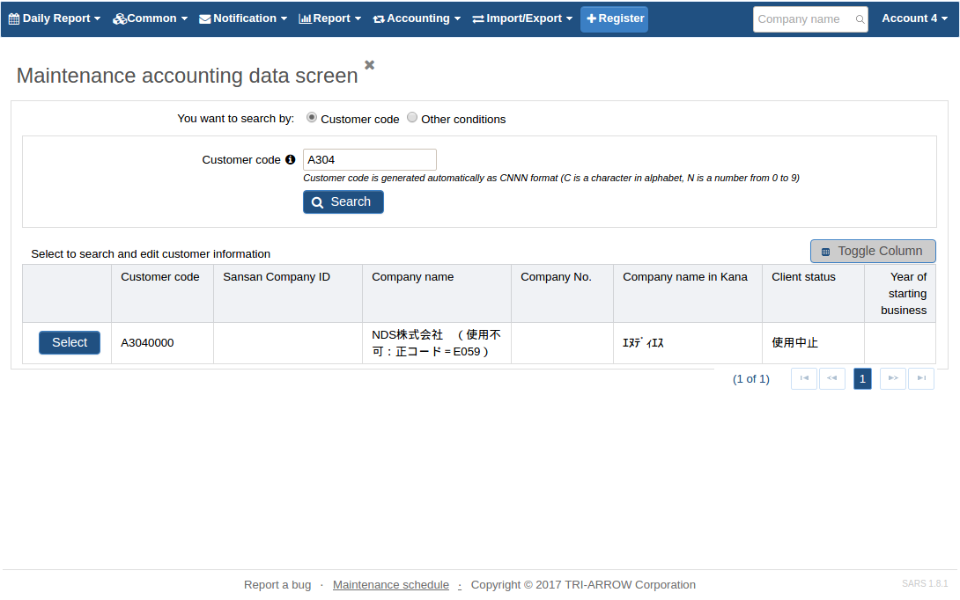 Daily Report Common Notification Report Accounting Import/Export Register Company name Account 4
Maintenance accounting data screen
You want to search by: Customer code Other conditions
Customer code A304
Customer code is generated automatically as CNNN format (C is a character in alphabet, N is a number from 0 to 9)
Search
Select to search and edit customer information Toggle Column
Customer code Sansan Company ID Company name Company No. Company name in Kana Client status Year of
starting
business
Select A3040000 NDS株式会社 (使用不 ｴﾇﾃﾞｨｴｽ 使用中止
可:正コード=E059)
(1 of 1) 1
Report a bug · Maintenance schedule · Copyright © 2017 TRI-ARROW Corporation SARS 1.8.1